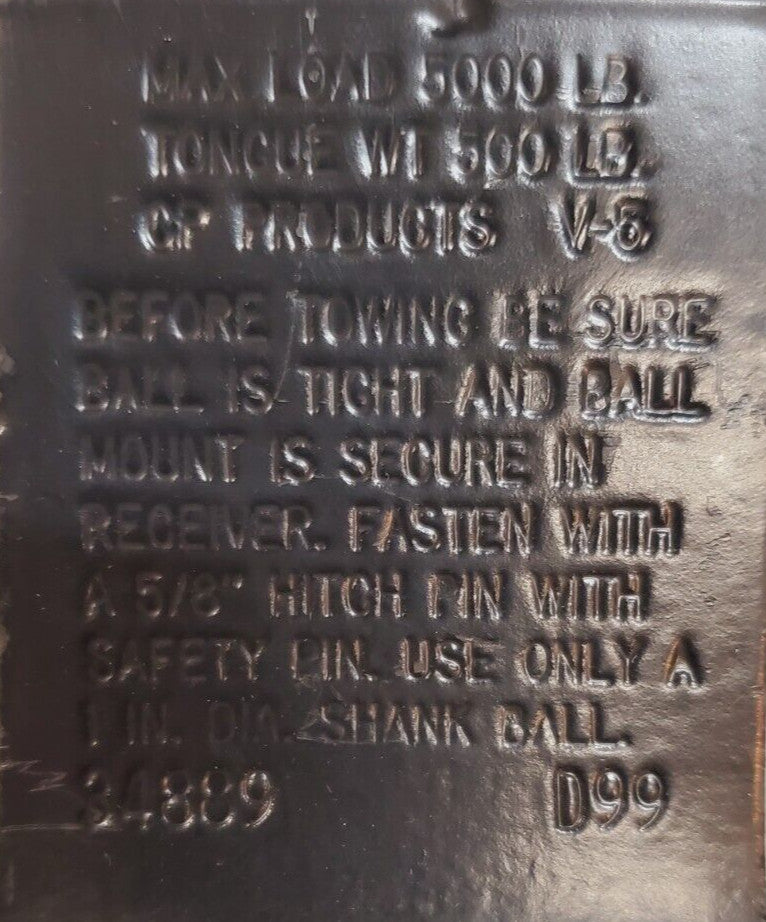 MAX LOAD 5000 LB.
TONGUE WT 500 LB.
CP PRODUCTS V-5
BEFORE TOWING BE SURE
BALL IS TIGHT AND BALL
MOUNT IS SECURE IN
RECEIVER. FASTEN WITH
A 5/8" HITCH PIN WITH
SAFETY PIN. USE ONLY A
1 IN. DIA. SHANK BALL.
34889 D99